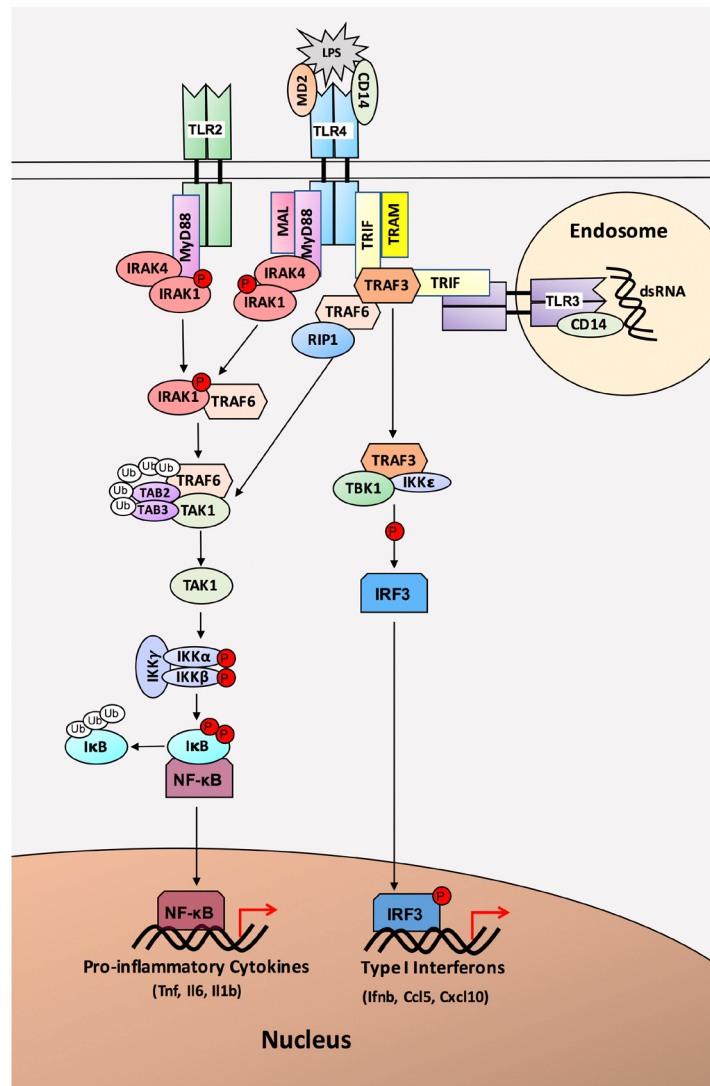 LPS
MD2
CD14
TLR2
TLR4
MyD88
MAL
MyD88
TRIF
TRAM
Endosome
IRAK4
P
IRAK1
IRAK4
P
IRAK1
TRAF3
TRIF
TLR3
dsRNA
CD14
TRAF6
RIP1
P
IRAK1
TRAF6
Ub
Ub
Ub
TRAF6
Ub
TAB2
Ub
TAB3
TAK1
TRAF3
TBK1
IKKε
P
TAK1
IRF3
IKKγ
IKKα
P
IKKβ
P
Ub
Ub
Ub
IκB
P
P
IκB
NF-κB
NF-κB
IRF3
P
Pro-inflammatory Cytokines
(Tnf, Il6, Il1b)
Type I Interferons
(Ifnb, Ccl5, Cxcl10)
Nucleus